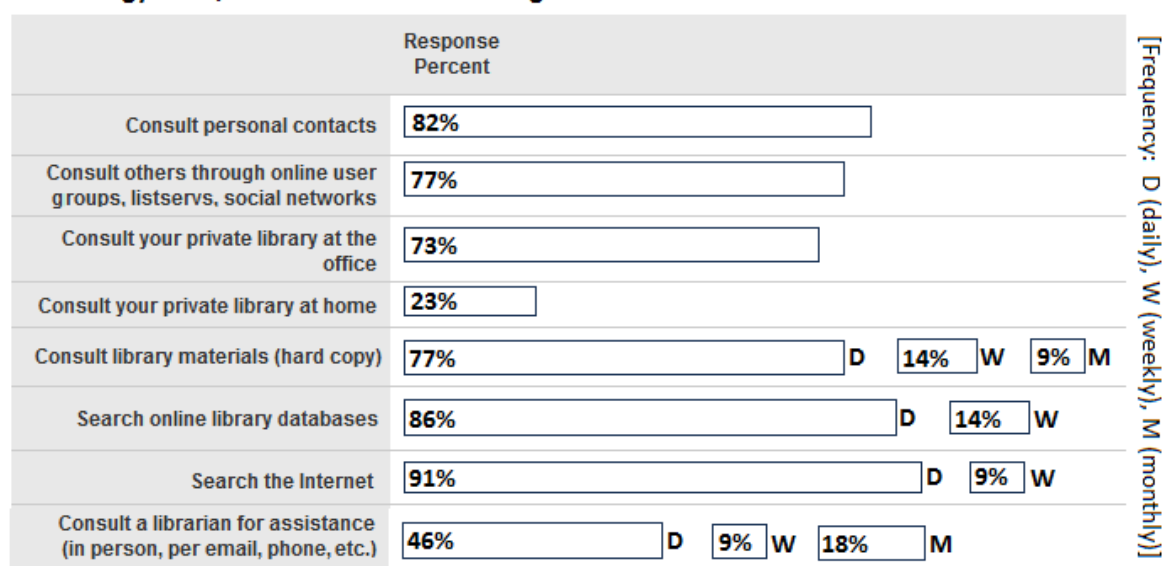 Response
Percent
Consult personal contacts 82%
Consult others through online user
groups, listservs, social networks 77%
Consult your private library at the
office 73%
Consult your private library at home 23%
Consult library materials (hard copy) 77% D 14% W 9% M
Search online library databases 86% D 14% W
Search the Internet 91% D 9% W
Consult a librarian for assistance
(in person, per email, phone, etc.) 46% D 9% W 18% M
[Frequency: D (daily), W (weekly), M (monthly)]